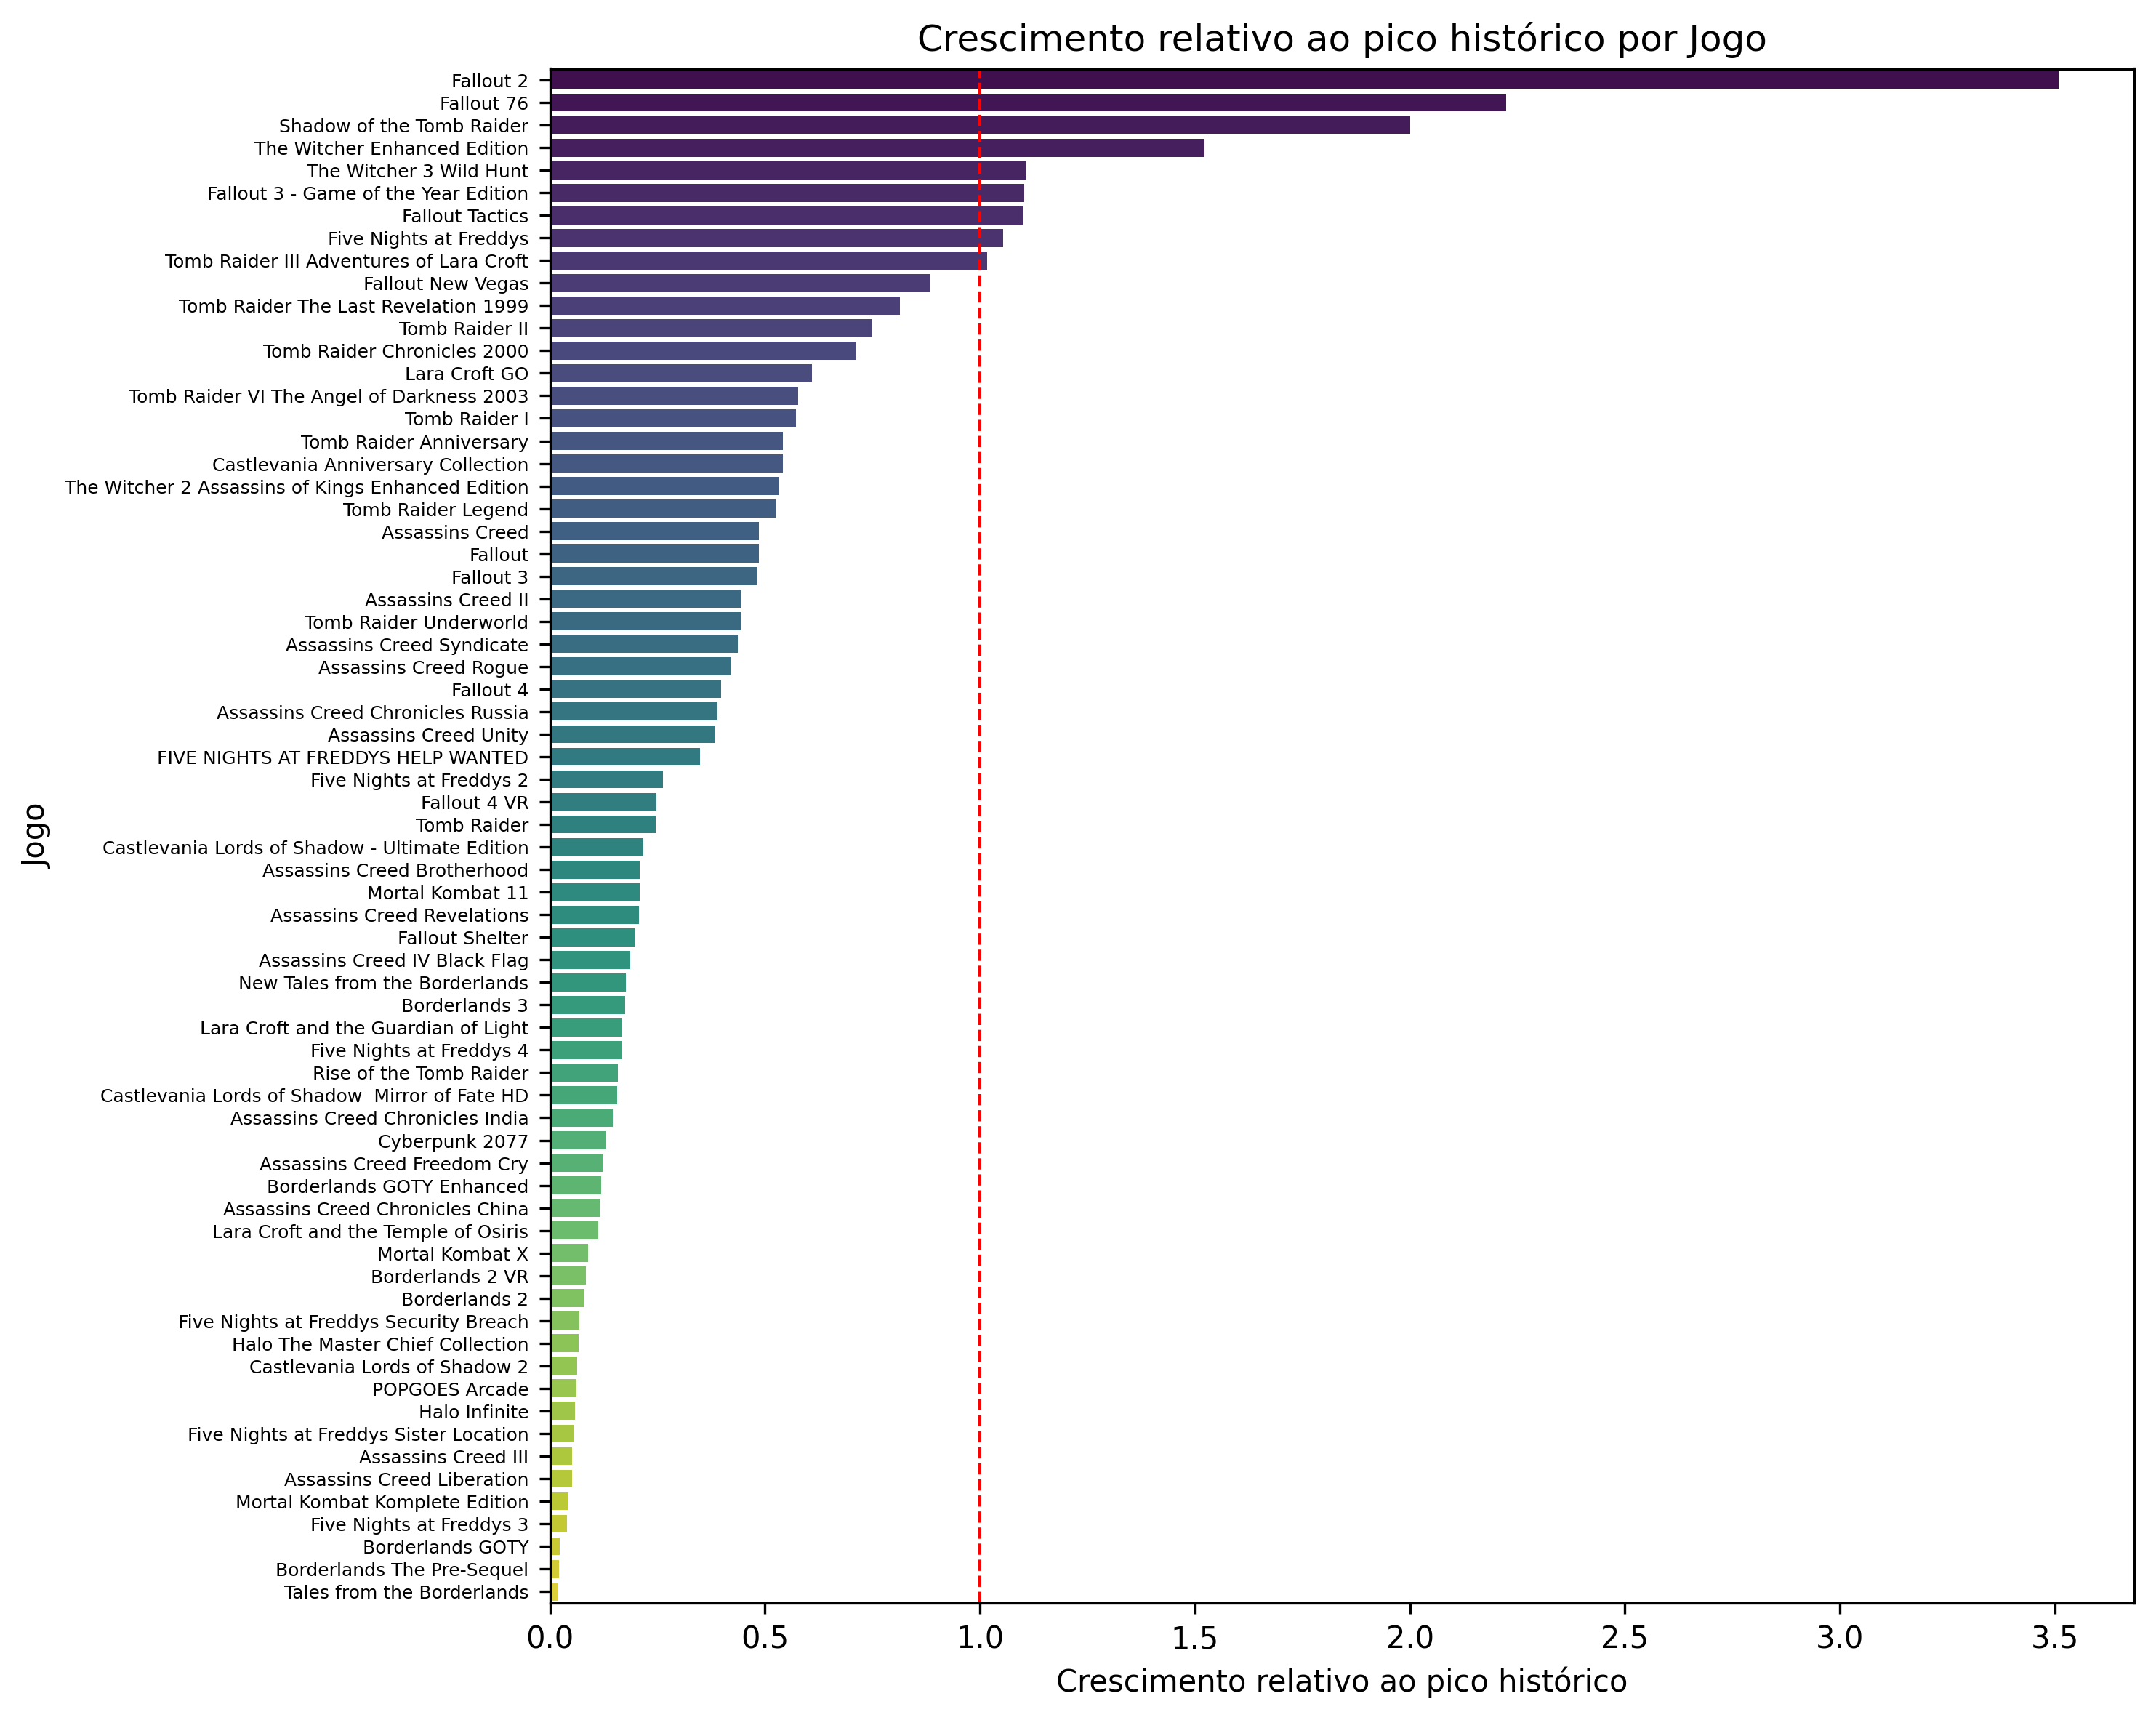 Crescimento relativo ao pico histórico por Jogo
Fallout 2
Fallout 76
Shadow of the Tomb Raider
The Witcher Enhanced Edition
The Witcher 3 Wild Hunt
Fallout 3 - Game of the Year Edition
Fallout Tactics
Five Nights at Freddys
Tomb Raider III Adventures of Lara Croft
Fallout New Vegas
Tomb Raider The Last Revelation 1999
Tomb Raider II
Tomb Raider Chronicles 2000
Lara Croft GO
Tomb Raider VI The Angel of Darkness 2003
Tomb Raider I
Tomb Raider Anniversary
Castlevania Anniversary Collection
The Witcher 2 Assassins of Kings Enhanced Edition
Tomb Raider Legend
Assassins Creed
Fallout
Fallout 3
Assassins Creed II
Tomb Raider Underworld
Assassins Creed Syndicate
Assassins Creed Rogue
Fallout 4
Assassins Creed Chronicles Russia
Assassins Creed Unity
FIVE NIGHTS AT FREDDYS HELP WANTED
Five Nights at Freddys 2
Fallout 4 VR
Tomb Raider
Castlevania Lords of Shadow - Ultimate Edition
Assassins Creed Brotherhood
Mortal Kombat 11
Assassins Creed Revelations
Fallout Shelter
Assassins Creed IV Black Flag
New Tales from the Borderlands
Borderlands 3
Lara Croft and the Guardian of Light
Five Nights at Freddys 4
Rise of the Tomb Raider
Castlevania Lords of Shadow  Mirror of Fate HD
Assassins Creed Chronicles India
Cyberpunk 2077
Assassins Creed Freedom Cry
Borderlands GOTY Enhanced
Assassins Creed Chronicles China
Lara Croft and the Temple of Osiris
Mortal Kombat X
Borderlands 2 VR
Borderlands 2
Five Nights at Freddys Security Breach
Halo The Master Chief Collection
Castlevania Lords of Shadow 2
POPGOES Arcade
Halo Infinite
Five Nights at Freddys Sister Location
Assassins Creed III
Assassins Creed Liberation
Mortal Kombat Komplete Edition
Five Nights at Freddys 3
Borderlands GOTY
Borderlands The Pre-Sequel
Tales from the Borderlands
Jogo
0.0 0.5 1.0 1.5 2.0 2.5 3.0 3.5
Crescimento relativo ao pico histórico